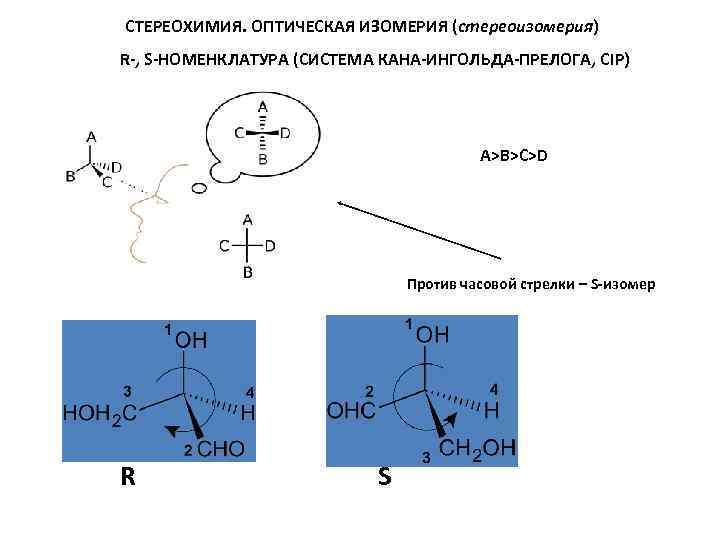 СТЕРЕОХИМИЯ. ОПТИЧЕСКАЯ ИЗОМЕРИЯ (стереоизомерия)
R-, S-НОМЕНКЛАТУРА (СИСТЕМА КАНА-ИНГОЛЬДА-ПРЕЛОГА, CIP)
A
C D
B
A
B D
C
A>B>C>D
A
C D
B
Против часовой стрелки – S-изомер
1
OH
3 4
HOH2C H
2 CHO
R
1
OH
2 4
OHC H
3 CH2OH
S